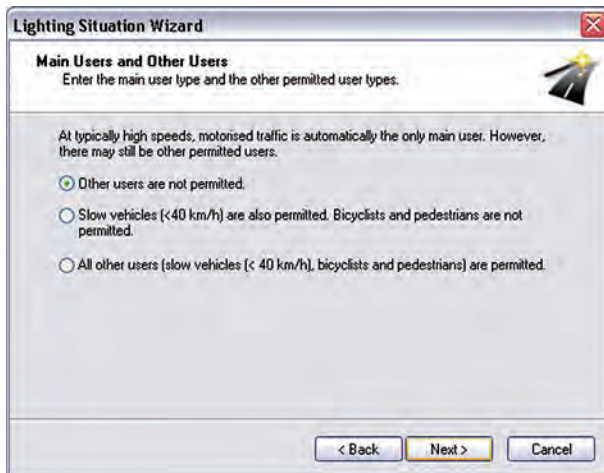 Lighting Situation Wizard
Main Users and Other Users
Enter the main user type and the other permitted user types.
At typically high speeds, motorised traffic is automatically the only main user. However,
there may still be other permitted users.
Other users are not permitted.
Slow vehicles (<40 km/h) are also permitted. Bicyclists and pedestrians are not
permitted.
All other users (slow vehicles (< 40 km/h), bicyclists and pedestrians) are permitted.
< Back Next > Cancel